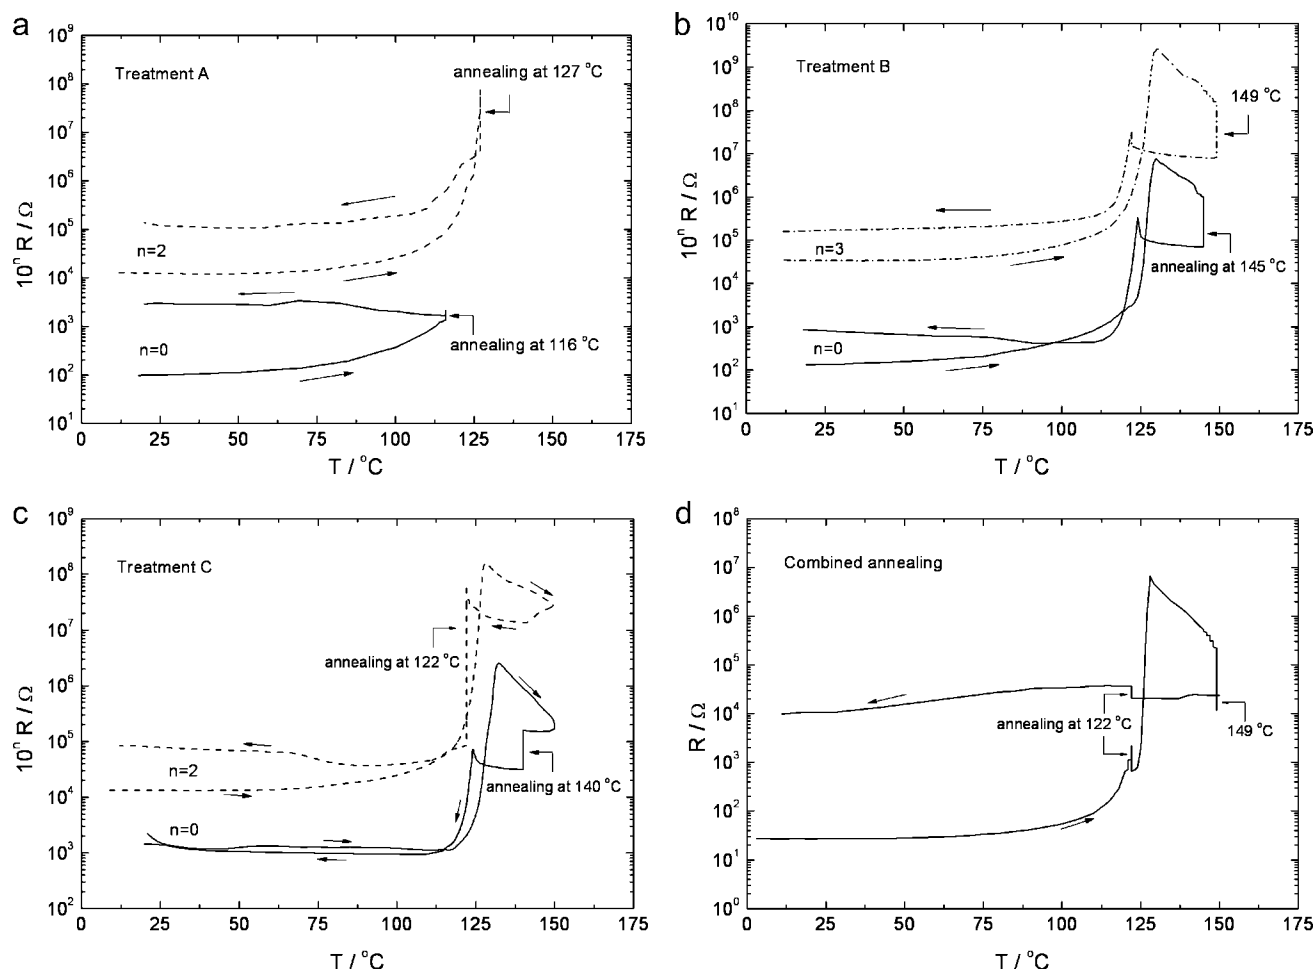 a
10^9
10^8
10^7
10^6
10^5
10^4
10^3
10^2
10^1
10^n R / Ω
Treatment A
annealing at 127 °C
n=2
n=0
annealing at 116 °C
0 25 50 75 100 125 150 175
T / °C
b
10^10
10^9
10^8
10^7
10^6
10^5
10^4
10^3
10^2
10^1
10^n R / Ω
Treatment B
149 °C
n=3
annealing at 145 °C
n=0
0 25 50 75 100 125 150 175
T / °C
c
10^9
10^8
10^7
10^6
10^5
10^4
10^3
10^2
10^n R / Ω
Treatment C
annealing at 122 °C
n=2
annealing at 140 °C
n=0
0 25 50 75 100 125 150 175
T / °C
d
10^8
10^7
10^6
10^5
10^4
10^3
10^2
10^1
10^0
R / Ω
Combined annealing
annealing at 122 °C
149 °C
0 25 50 75 100 125 150 175
T / °C